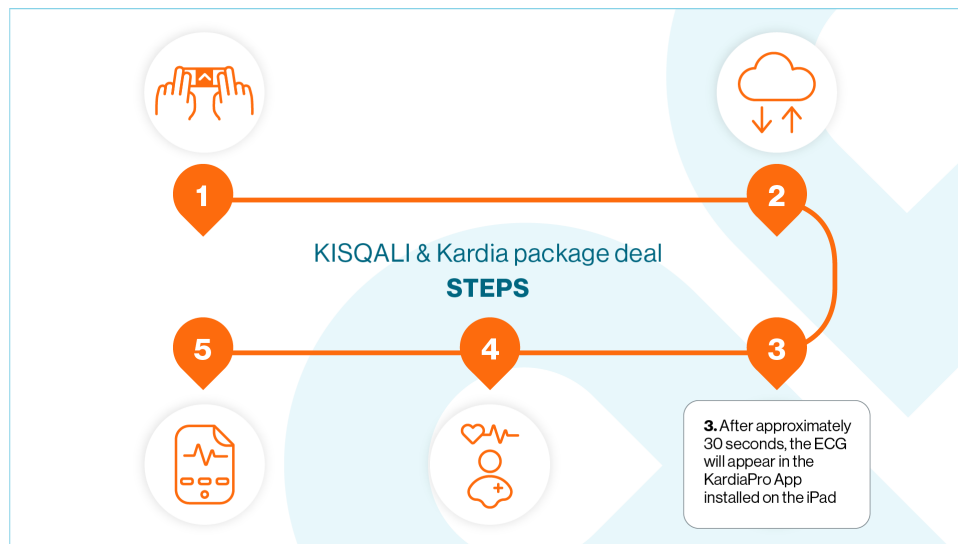 1
2
KISQALI & Kardia package deal
STEPS
5
4
3
3. After approximately
30 seconds, the ECG
will appear in the
KardiaPro App
installed on the iPad